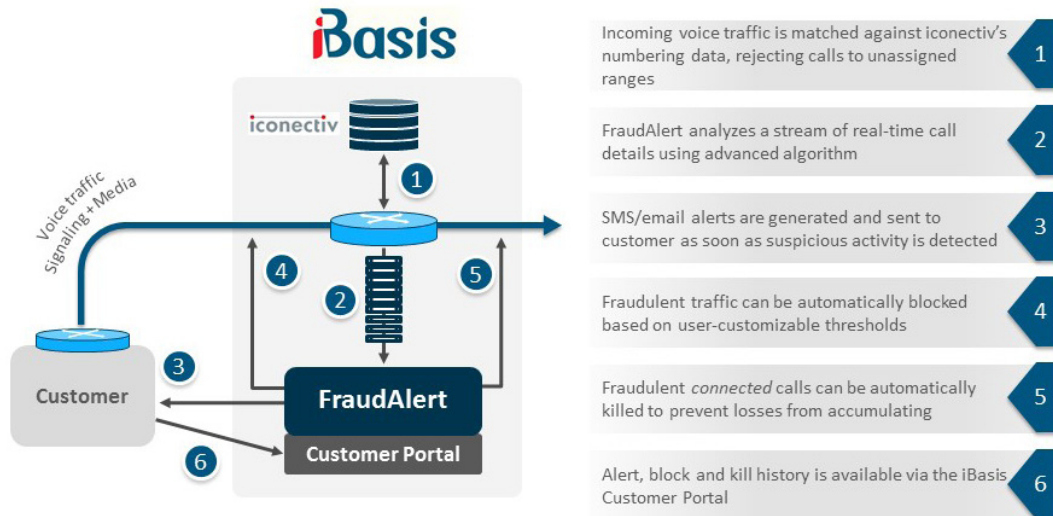 iBasis
iconectiv
1
Voice traffic
Signaling + Media
4
5
2
3
Customer
FraudAlert
Customer Portal
6
Incoming voice traffic is matched against iconectiv's
numbering data, rejecting calls to unassigned
ranges
1
FraudAlert analyzes a stream of real-time call
details using advanced algorithm
2
SMS/email alerts are generated and sent to
customer as soon as suspicious activity is detected
3
Fraudulent traffic can be automatically blocked
based on user-customizable thresholds
4
Fraudulent connected calls can be automatically
killed to prevent losses from accumulating
5
Alert, block and kill history is available via the iBasis
Customer Portal
6